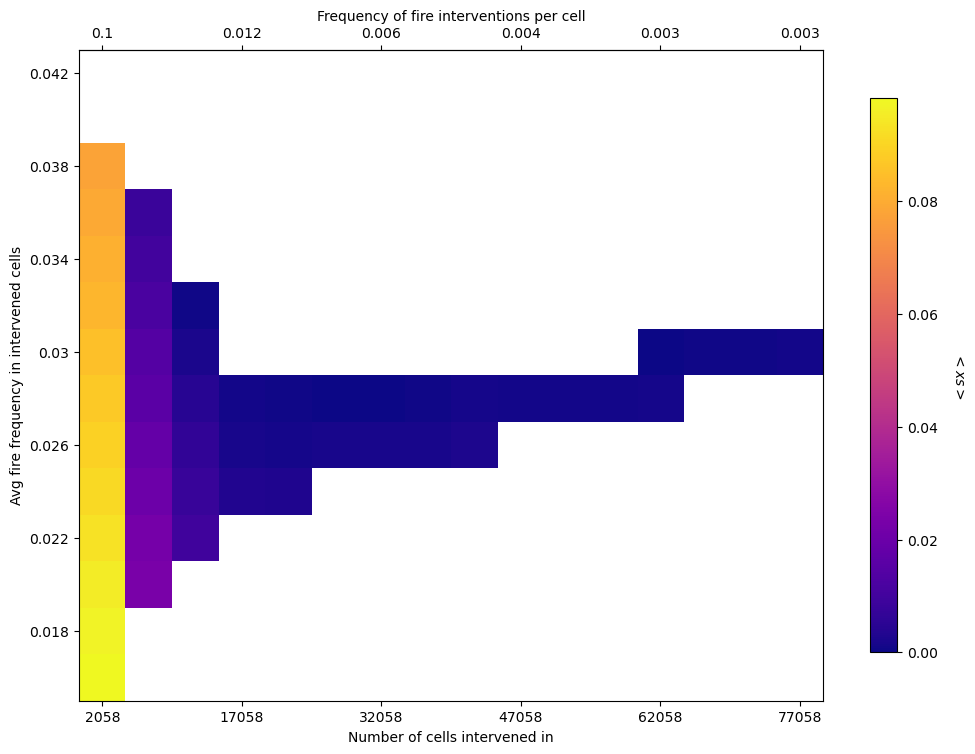 Frequency of fire interventions per cell
0.1 0.012 0.006 0.004 0.003 0.003
0.042
0.038
0.034
0.03
0.026
0.022
0.018
Avg fire frequency in intervened cells
2058 17058 32058 47058 62058 77058
Number of cells intervened in
0.08
0.06
0.04
0.02
0.00
< sx >